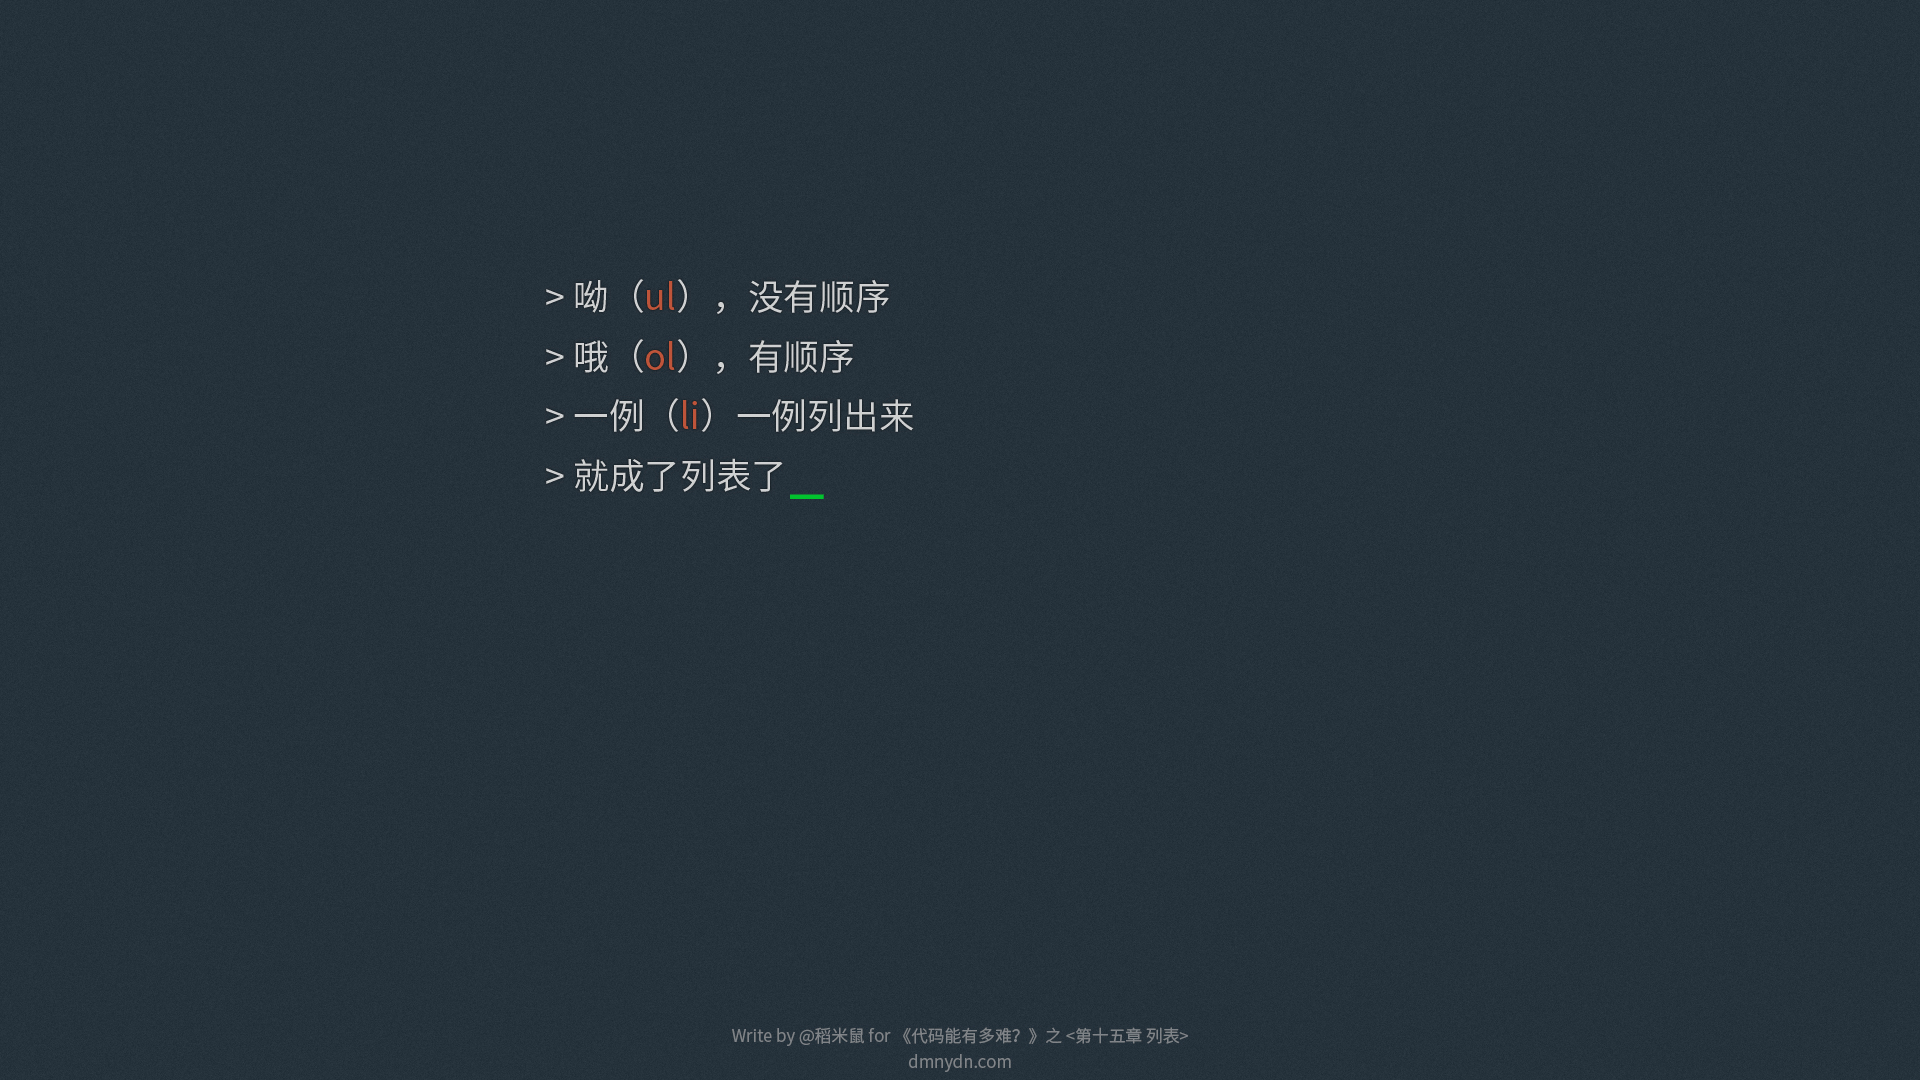 > 呦（ul），没有顺序
> 哦（ol），有顺序
> 一例（li）一例列出来
> 就成了列表了_
Write by @稻米鼠 for 《代码能有多难？》之 <第十五章 列表>
dmnydn.com